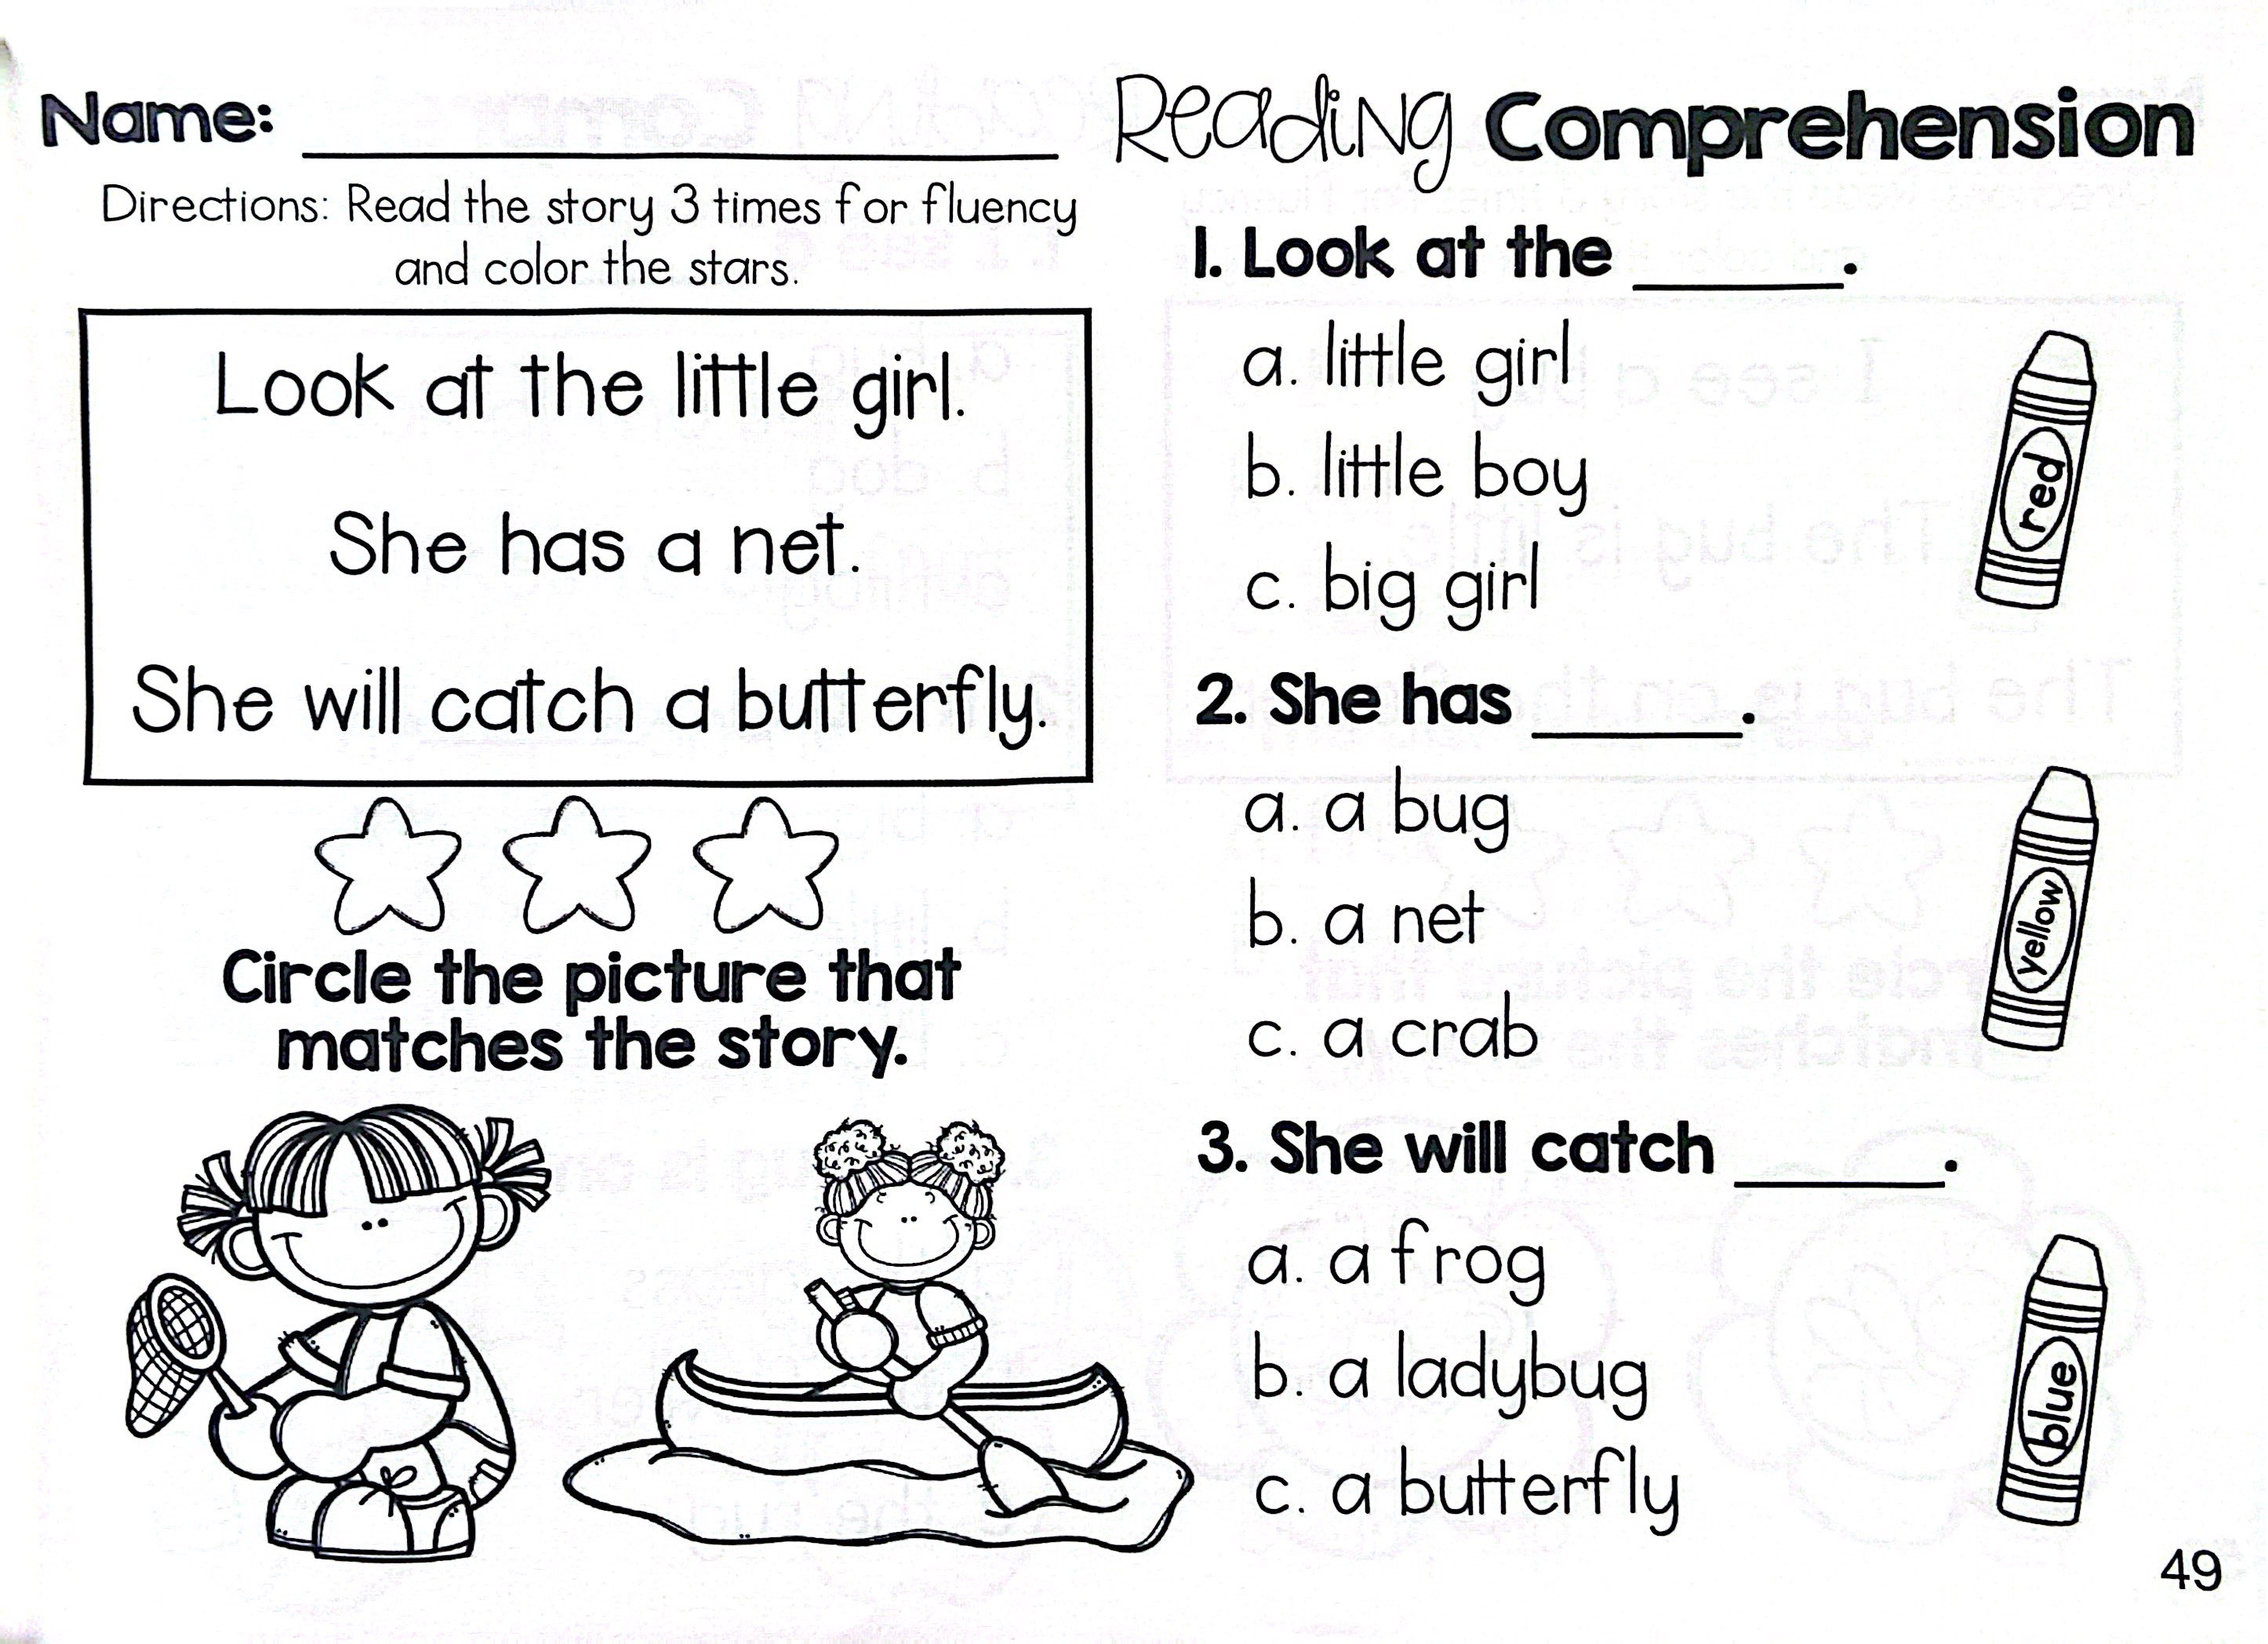 Name:
Directions: Read the story 3 times for fluency
and color the stars.
Look at the little girl.
She has a net.
She will catch a butterfly.
Circle the picture that
matches the story.
Reading Comprehension
1. Look at the ______.
a. little girl
b. little boy
c. big girl
red
2. She has ______.
a. a bug
b. a net
c. a crab
yellow
3. She will catch ______.
a. a frog
b. a ladybug
c. a butterfly
blue
49